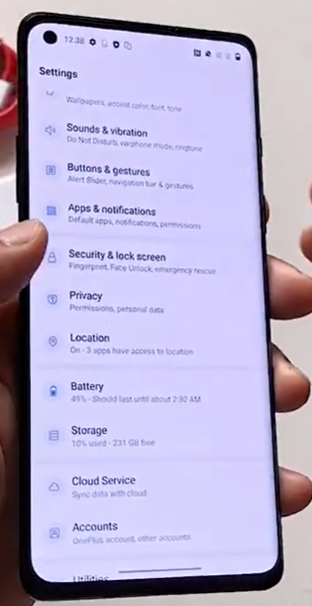 12:38
Settings
Wallpapers, accent color, font, tone
Sounds & vibration
Do Not Disturb, earphone mode, ringtone
Buttons & gestures
Alert Slider, navigation bar & gestures
Apps & notifications
Default apps, notifications, permissions
Security & lock screen
Fingerprint, Face Unlock, emergency rescue
Privacy
Permissions, personal data
Location
On - 3 apps have access to location
Battery
49% - Should last until about 2:30 AM
Storage
10% used - 231 GB free
Cloud Service
Sync data with cloud
Accounts
OnePlus account, other accounts
Utilities